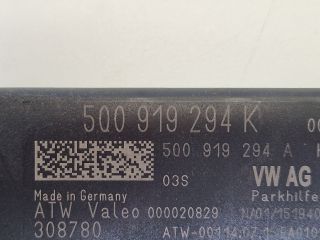 5Q0 919 294 K
5Q0 919 294 A
03S VW AG
Made in Germany Parkhilfe
ATW Valeo 000020829
308780